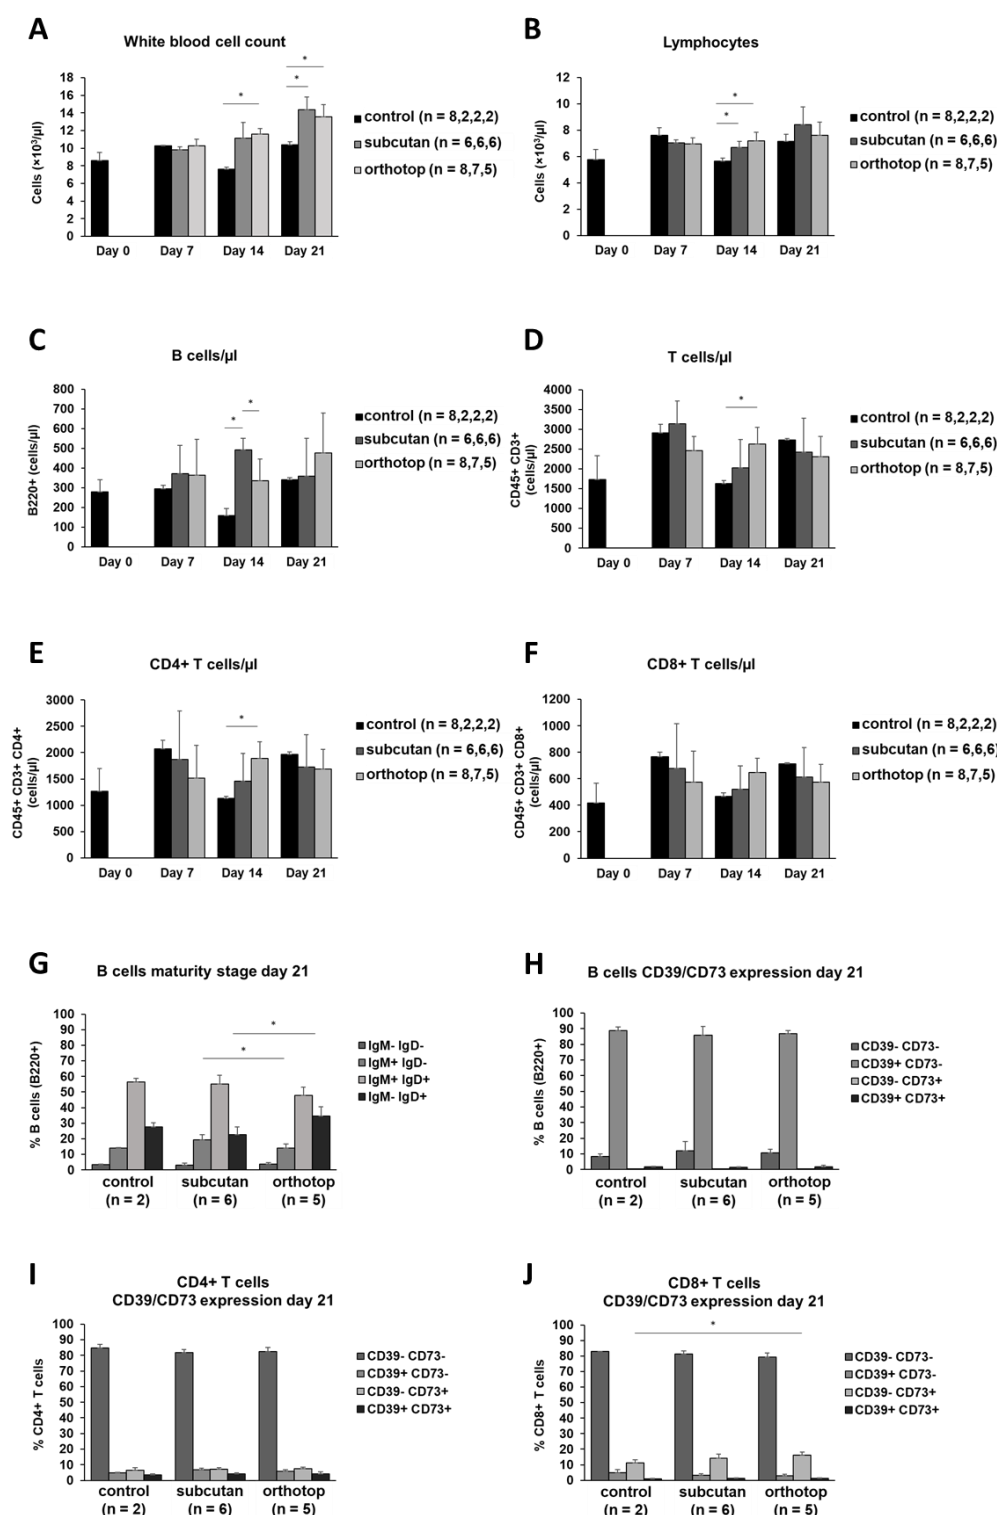 A
White blood cell count
Cells (×10³/µl)
18
16
14
12
10
8
6
4
2
0
*
*
*
Day 0
Day 7
Day 14
Day 21
control (n = 8,2,2,2)
subcutan (n = 6,6,6)
orthotop (n = 8,7,5)
B
Lymphocytes
Cells (×10³/µl)
12
10
8
6
4
2
0
*
*
Day 0
Day 7
Day 14
Day 21
control (n = 8,2,2,2)
subcutan (n = 6,6,6)
orthotop (n = 8,7,5)
C
B cells/µl
B220+ (cells/µl)
800
700
600
500
400
300
200
100
0
*
*
Day 0
Day 7
Day 14
Day 21
control (n = 8,2,2,2)
subcutan (n = 6,6,6)
orthotop (n = 8,7,5)
D
T cells/µl
CD45+ CD3+
(cells/µl)
4000
3500
3000
2500
2000
1500
1000
500
0
*
Day 0
Day 7
Day 14
Day 21
control (n = 8,2,2,2)
subcutan (n = 6,6,6)
orthotop (n = 8,7,5)
E
CD4+ T cells/µl
CD45+ CD3+ CD4+
(cells/µl)
3000
2500
2000
1500
1000
500
0
*
Day 0
Day 7
Day 14
Day 21
control (n = 8,2,2,2)
subcutan (n = 6,6,6)
orthotop (n = 8,7,5)
F
CD8+ T cells/µl
CD45+ CD3+ CD8+
(cells/µl)
1200
1000
800
600
400
200
0
Day 0
Day 7
Day 14
Day 21
control (n = 8,2,2,2)
subcutan (n = 6,6,6)
orthotop (n = 8,7,5)
G
B cells maturity stage day 21
% B cells (B220+)
100
90
80
70
60
50
40
30
20
10
0
*
*
control
(n = 2)
subcutan
(n = 6)
orthotop
(n = 5)
IgM- IgD-
IgM+ IgD-
IgM+ IgD+
IgM- IgD+
H
B cells CD39/CD73 expression day 21
% B cells (B220+)
100
90
80
70
60
50
40
30
20
10
0
control
(n = 2)
subcutan
(n = 6)
orthotop
(n = 5)
CD39- CD73-
CD39+ CD73-
CD39- CD73+
CD39+ CD73+
I
CD4+ T cells
CD39/CD73 expression day 21
% CD4+ T cells
100
90
80
70
60
50
40
30
20
10
0
control
(n = 2)
subcutan
(n = 6)
orthotop
(n = 5)
CD39- CD73-
CD39+ CD73-
CD39- CD73+
CD39+ CD73+
J
CD8+ T cells
CD39/CD73 expression day 21
% CD8+ T cells
100
90
80
70
60
50
40
30
20
10
0
*
control
(n = 2)
subcutan
(n = 6)
orthotop
(n = 5)
CD39- CD73-
CD39+ CD73-
CD39- CD73+
CD39+ CD73+